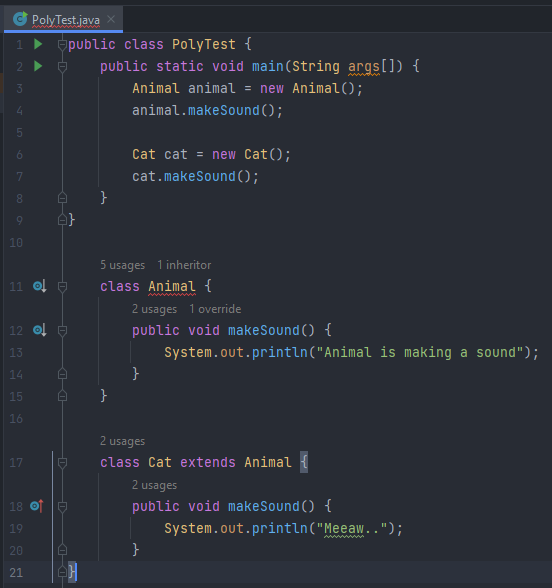 PolyTest.java
1 public class PolyTest {
2 public static void main(String args[]) {
3 Animal animal = new Animal();
4 animal.makeSound();
5
6 Cat cat = new Cat();
7 cat.makeSound();
8 }
9 }
10
5 usages 1 inheritor
11 class Animal {
2 usages 1 override
12 public void makeSound() {
13 System.out.println("Animal is making a sound");
14 }
15 }
16
2 usages
17 class Cat extends Animal {
2 usages
18 public void makeSound() {
19 System.out.println("Meeaw..");
20 }
21 }